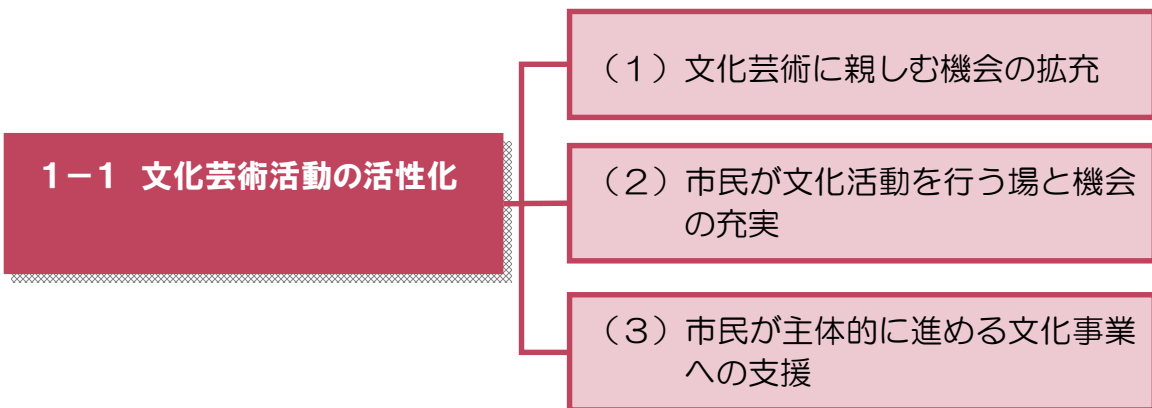 1－1 文化芸術活動の活性化
（1）文化芸術に親しむ機会の拡充
（2）市民が文化活動を行う場と機会
の充実
（3）市民が主体的に進める文化事業
への支援